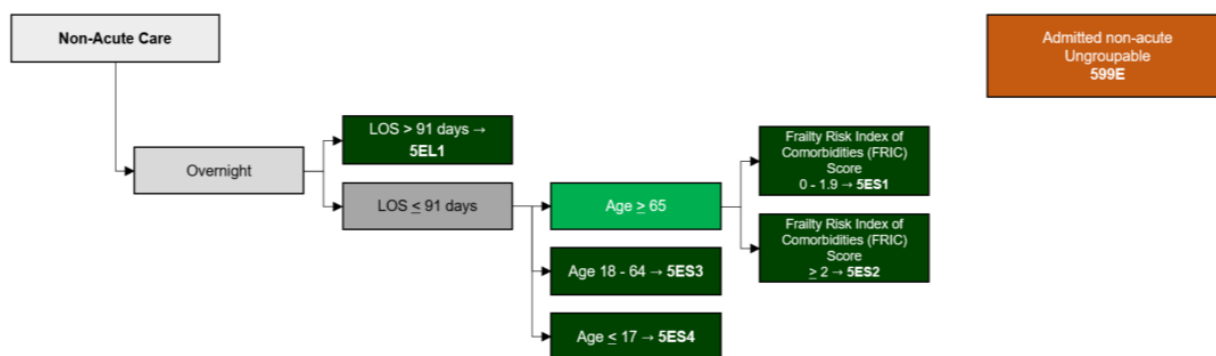 Non-Acute Care
Admitted non-acute
Ungroupable
599E
LOS > 91 days →
5EL1
Overnight
LOS ≤ 91 days
Age ≥ 65
Frailty Risk Index of
Comorbidities (FRIC)
Score
0 - 1.9 → 5ES1
Frailty Risk Index of
Comorbidities (FRIC)
Score
≥ 2 → 5ES2
Age 18 - 64 → 5ES3
Age ≤ 17 → 5ES4